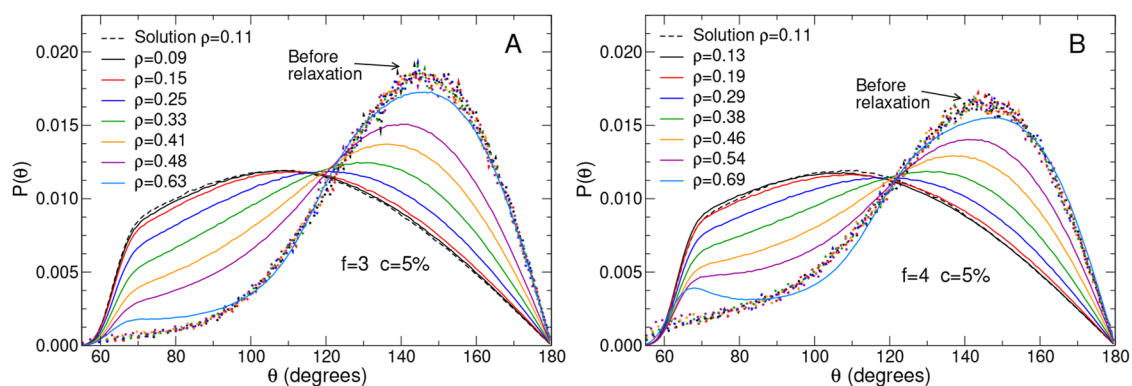 A
Solution ρ=0.11
ρ=0.09
ρ=0.15
ρ=0.25
ρ=0.33
ρ=0.41
ρ=0.48
ρ=0.63
Before
relaxation
f=3 c=5%
P(θ)
0.020
0.015
0.010
0.005
0.000
60 80 100 120 140 160 180
θ (degrees)
B
Solution ρ=0.11
ρ=0.13
ρ=0.19
ρ=0.29
ρ=0.38
ρ=0.46
ρ=0.54
ρ=0.69
Before
relaxation
f=4 c=5%
P(θ)
0.020
0.015
0.010
0.005
0.000
60 80 100 120 140 160 180
θ (degrees)